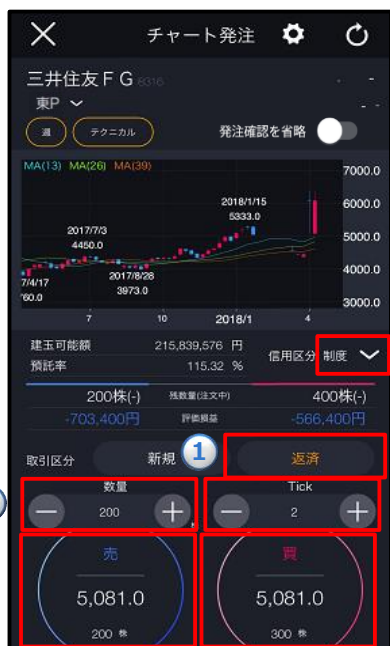 チャート発注
三井住友FG 8316
東P
週 テクニカル 発注確認を省略
MA(13) MA(26) MA(39)
7000.0
6000.0
5000.0
4000.0
3000.0
2018/1/15
5333.0
2017/7/3
4450.0
2017/8/28
3973.0
7/4/17
760.0
7 10 2018/1 4
建玉可能額 215,839,576 円
預託率 115.32 %
信用区分 制度
200株(-) 残数量(注文中) 400株(-)
-703,400円 評価損益 -566,400円
取引区分 新規 1 返済
数量 Tick
200 2
売 買
5,081.0 5,081.0
200 株 300 株